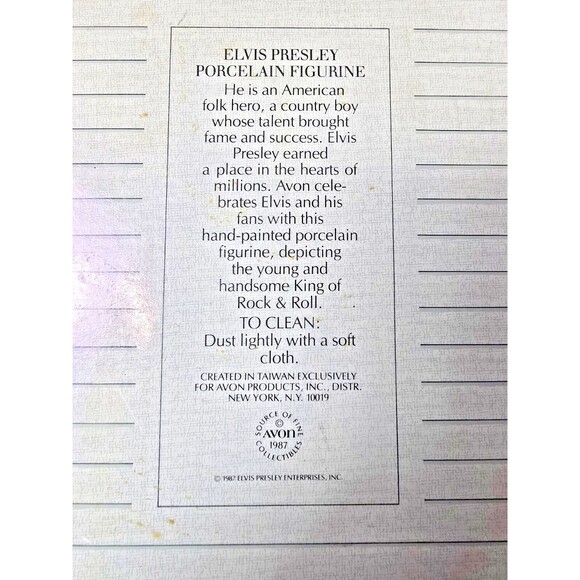 ELVIS PRESLEY
PORCELAIN FIGURINE
He is an American
folk hero, a country boy
whose talent brought
fame and success. Elvis
Presley earned
a place in the hearts of
millions. Avon cele-
brates Elvis and his
fans with this
hand-painted porcelain
figurine, depicting
the young and
handsome King of
Rock & Roll.
TO CLEAN:
Dust lightly with a soft
cloth.
CREATED IN TAIWAN EXCLUSIVELY
FOR AVON PRODUCTS, INC., DISTR.
NEW YORK, N.Y. 10019
SOURCE OF FINE
©
AVON
1987
COLLECTIBLES
© 1987 ELVIS PRESLEY ENTERPRISES, INC.